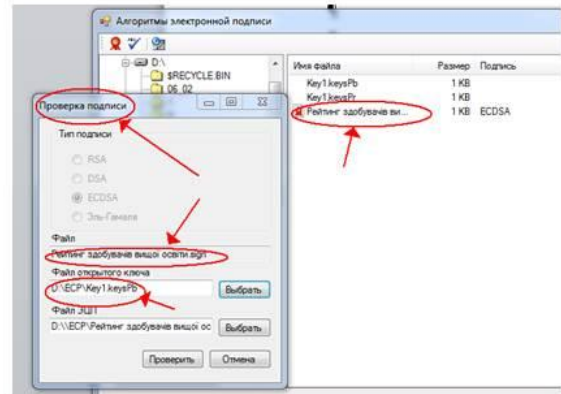 Алгоритмы электронной подписи
D:\
$RECYCLE.BIN
06_02
Имя файла Размер Подпись
Key1.keysPb 1 KB
Key1.keysPr 1 KB
Рейтинг здобувачів ви... 1 KB ECDSA
Проверка подписи
Тип подписи
RSA
DSA
ECDSA
Эль-Гамаля
Файл
Рейтинг здобувачів вищої освіти.sign
Файл открытого ключа
D:\ECP\Key1.keysPb Выбрать
Файл ЭЦП
D:\\ECP\Рейтинг здобувачів вищої ос Выбрать
Проверить Отмена